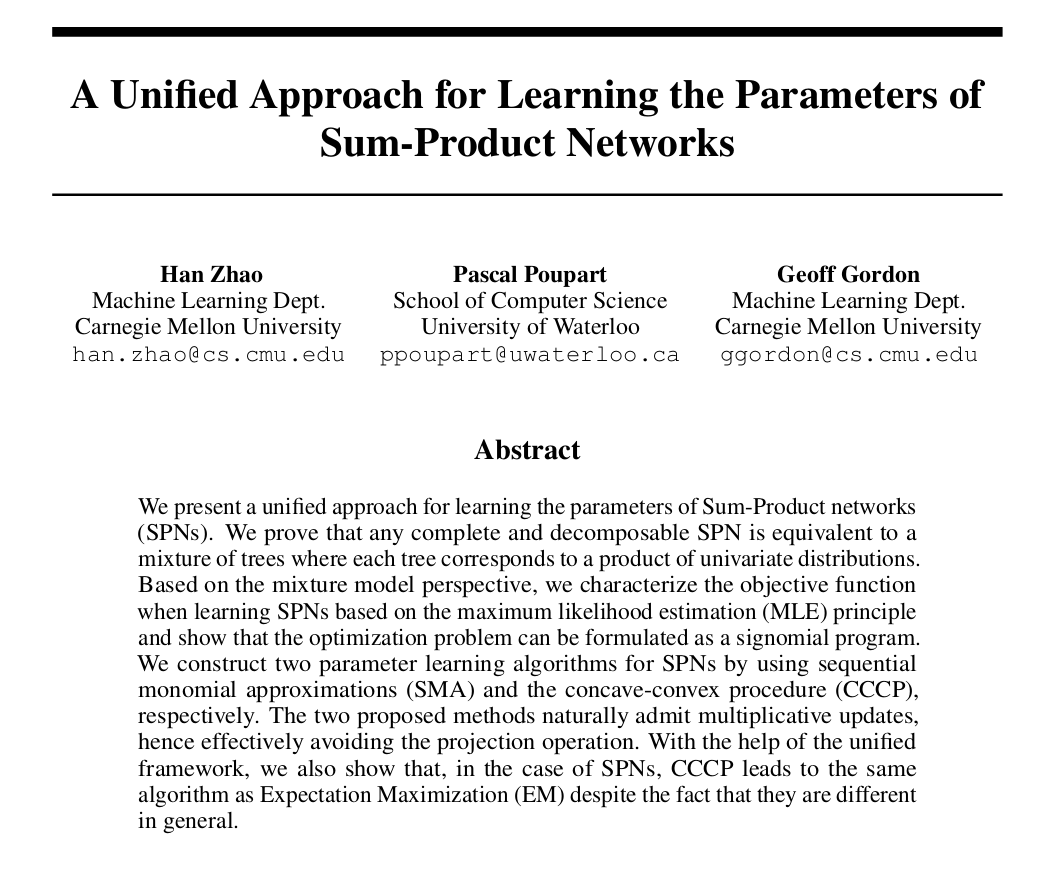 A Unified Approach for Learning the Parameters of
Sum-Product Networks
Han Zhao
Machine Learning Dept.
Carnegie Mellon University
han.zhao@cs.cmu.edu
Pascal Poupart
School of Computer Science
University of Waterloo
ppoupart@uwaterloo.ca
Geoff Gordon
Machine Learning Dept.
Carnegie Mellon University
ggordon@cs.cmu.edu
Abstract
We present a unified approach for learning the parameters of Sum-Product networks
(SPNs). We prove that any complete and decomposable SPN is equivalent to a
mixture of trees where each tree corresponds to a product of univariate distributions.
Based on the mixture model perspective, we characterize the objective function
when learning SPNs based on the maximum likelihood estimation (MLE) principle
and show that the optimization problem can be formulated as a signomial program.
We construct two parameter learning algorithms for SPNs by using sequential
monomial approximations (SMA) and the concave-convex procedure (CCCP),
respectively. The two proposed methods naturally admit multiplicative updates,
hence effectively avoiding the projection operation. With the help of the unified
framework, we also show that, in the case of SPNs, CCCP leads to the same
algorithm as Expectation Maximization (EM) despite the fact that they are different
in general.